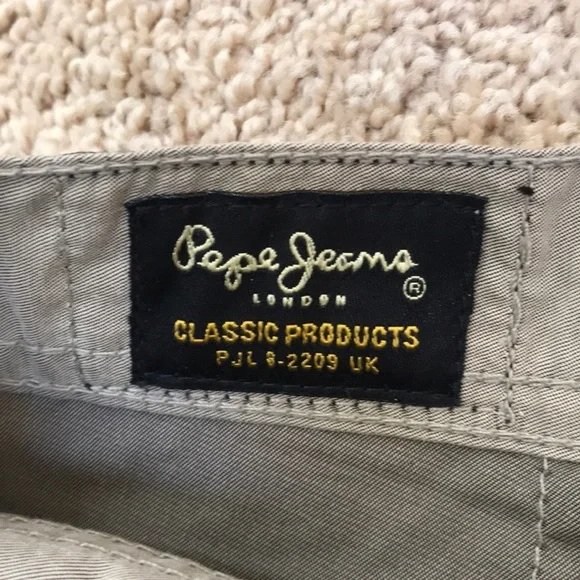 Pepe Jeans
LONDON
®
CLASSIC PRODUCTS
PJL 8-2209 UK